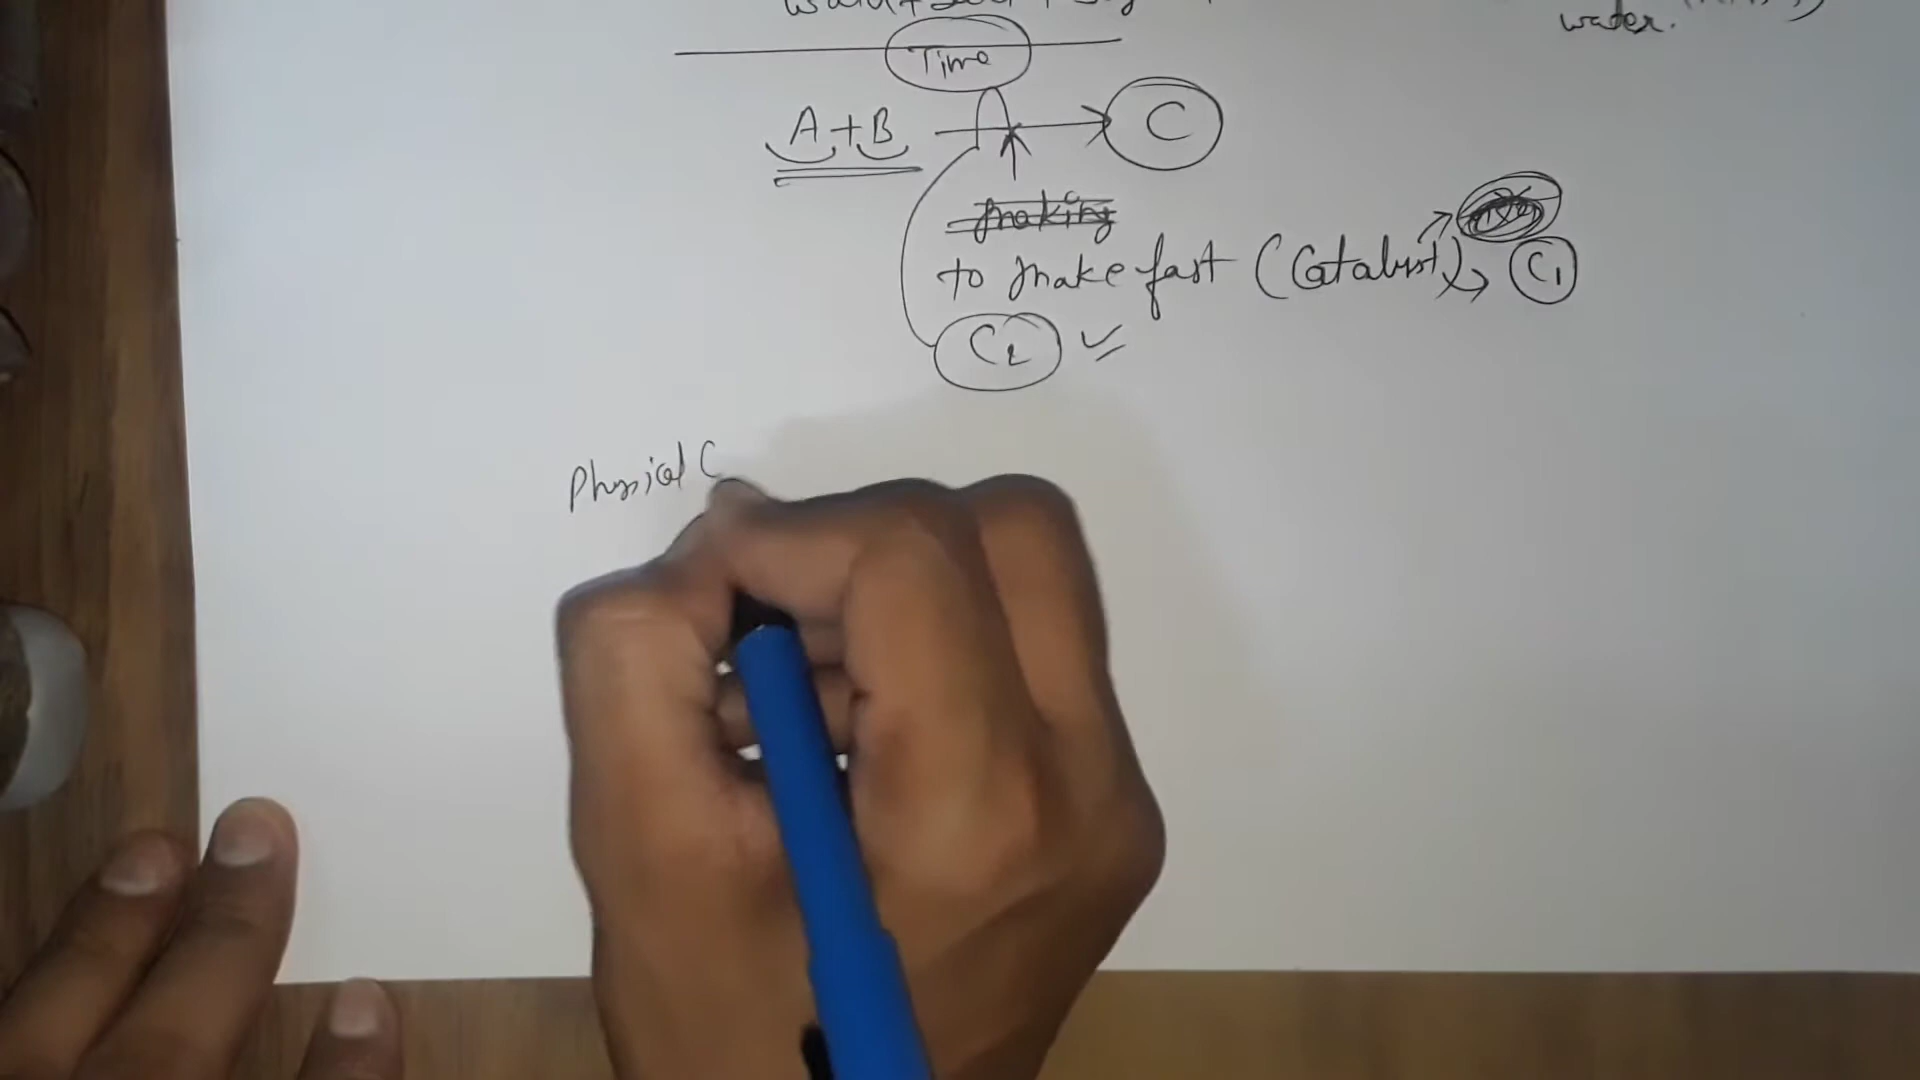 water.
Time
A+B → C
making
to make fast (Catalyst) → C1
C2 ✓
Physical C